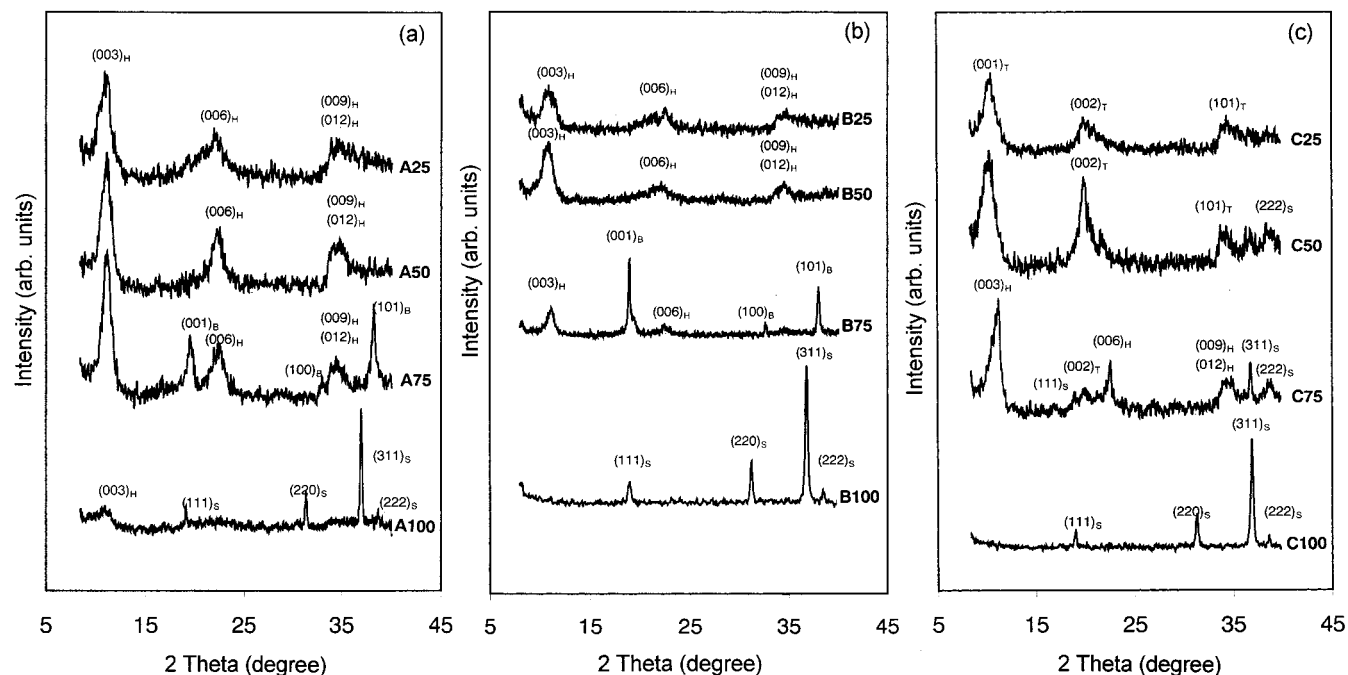 Intensity (arb. units)
(a)
(003)H
(006)H
(009)H
(012)H
A25
(006)H
(009)H
(012)H
A50
(001)B
(006)H
(100)B
(009)H
(012)H
(101)B
A75
(003)H
(111)S
(220)S
(311)S
(222)S
A100
5
15
25
35
45
2 Theta (degree)
Intensity (arb. units)
(b)
(003)H
(006)H
(009)H
(012)H
B25
(003)H
(006)H
(009)H
(012)H
B50
(003)H
(001)B
(006)H
(100)B
(101)B
B75
(111)S
(220)S
(311)S
(222)S
B100
5
15
25
35
45
2 Theta (degree)
Intensity (arb. units)
(c)
(001)T
(002)T
(101)T
C25
(002)T
(101)T
(222)S
C50
(003)H
(111)S
(002)T
(006)H
(009)H
(012)H
(311)S
(222)S
C75
(111)S
(220)S
(311)S
(222)S
C100
5
15
25
35
45
2 Theta (degree)